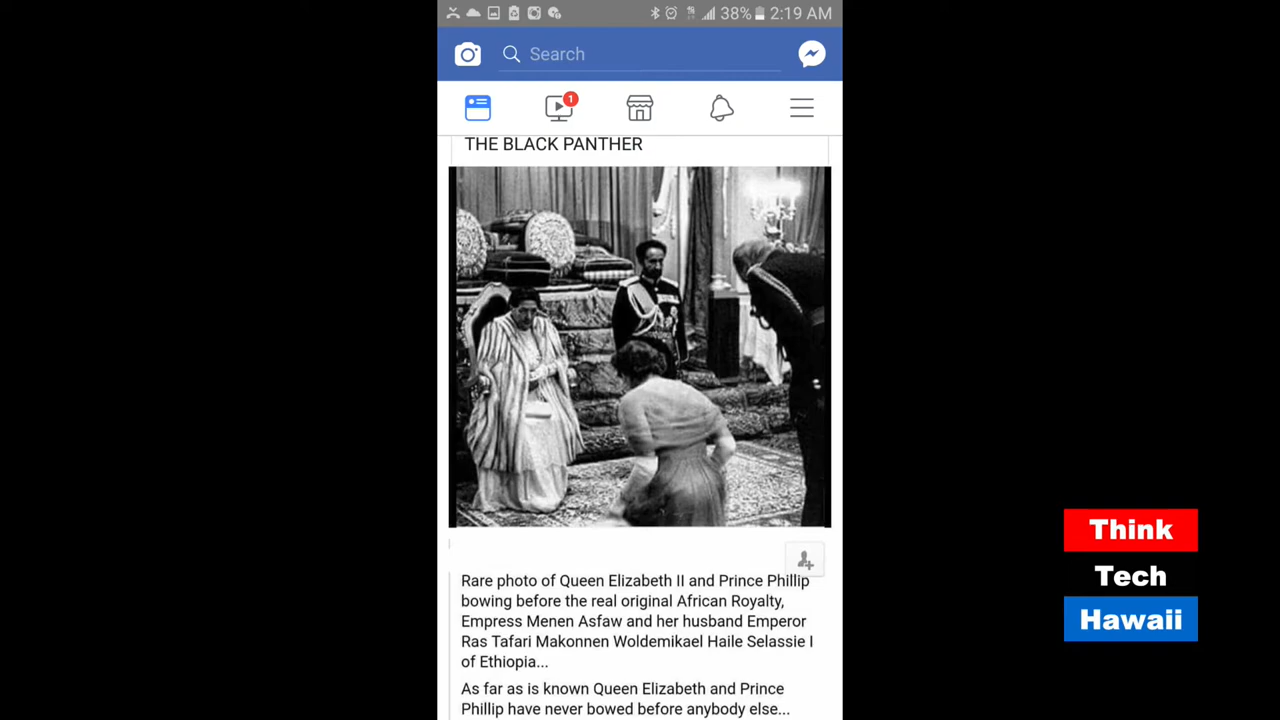 38% 2:19 AM
Search
1
THE BLACK PANTHER
Rare photo of Queen Elizabeth II and Prince Phillip
bowing before the real original African Royalty,
Empress Menen Asfaw and her husband Emperor
Ras Tafari Makonnen Woldemikael Haile Selassie I
of Ethiopia...
As far as is known Queen Elizabeth and Prince
Phillip have never bowed before anybody else...
Think
Tech
Hawaii